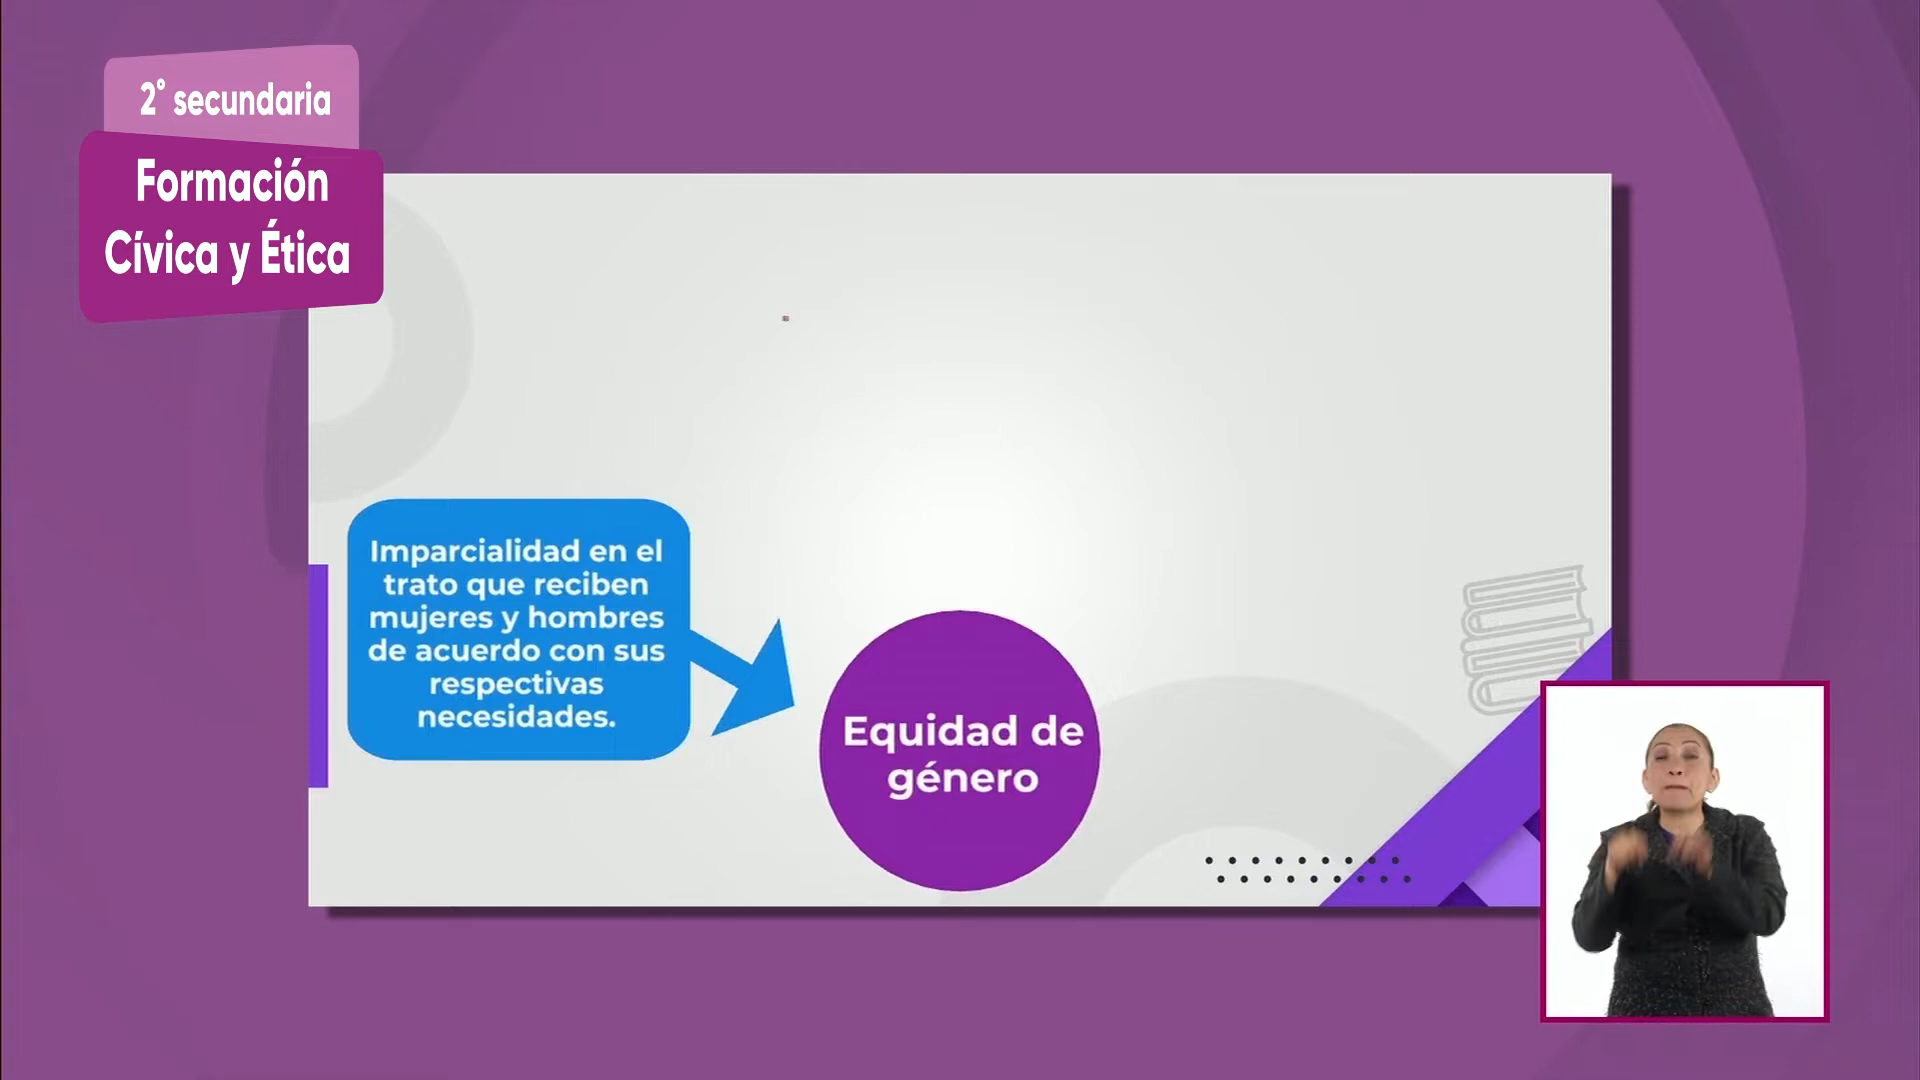 2° secundaria
Formación
Cívica y Ética
Imparcialidad en el
trato que reciben
mujeres y hombres
de acuerdo con sus
respectivas
necesidades.
Equidad de
género